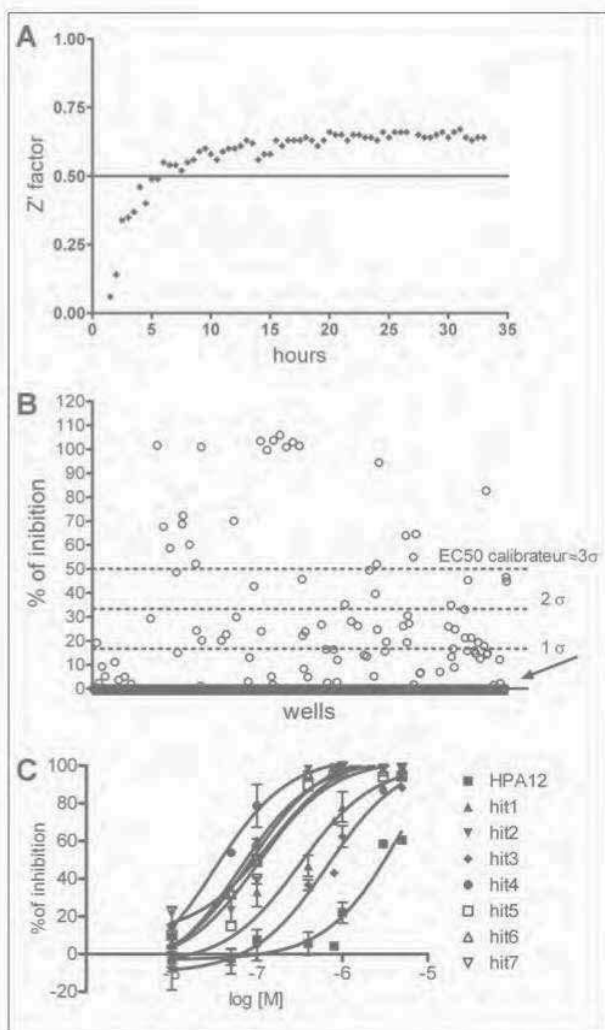 A
1.00
0.75
0.50
0.25
0.00
Z' factor
0 5 10 15 20 25 30 35
hours
B
120
110
100
90
80
70
60
50
40
30
20
10
0
% of inibition
EC50 calibrateur=3σ
2 σ
1 σ
wells
C
100
80
60
40
20
0
-20
%of inhibition
-8 -7 -6 -5
log [M]
HPA12
hit1
hit2
hit3
hit4
hit5
hit6
hit7